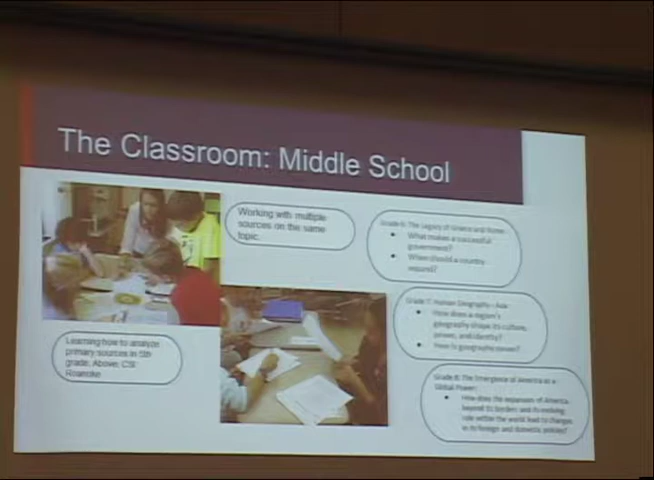 The Classroom: Middle School
Working with multiple
sources on the same
topic.
Learning how to analyze
primary sources in 5th
grade: Above, CSI:
Roanoke
Grade 6: The Legacy of Greece and Rome:
What makes a successful
government?
When should a country
expand?
Grade 7: Human Geography - Asia:
How does a region's
geography shape its culture,
power, and identity?
How is geography power?
Grade 8: The Emergence of America as a
Global Power:
How does the expansion of America
beyond its borders and its evolving
role within the world lead to changes
in its foreign and domestic policies?